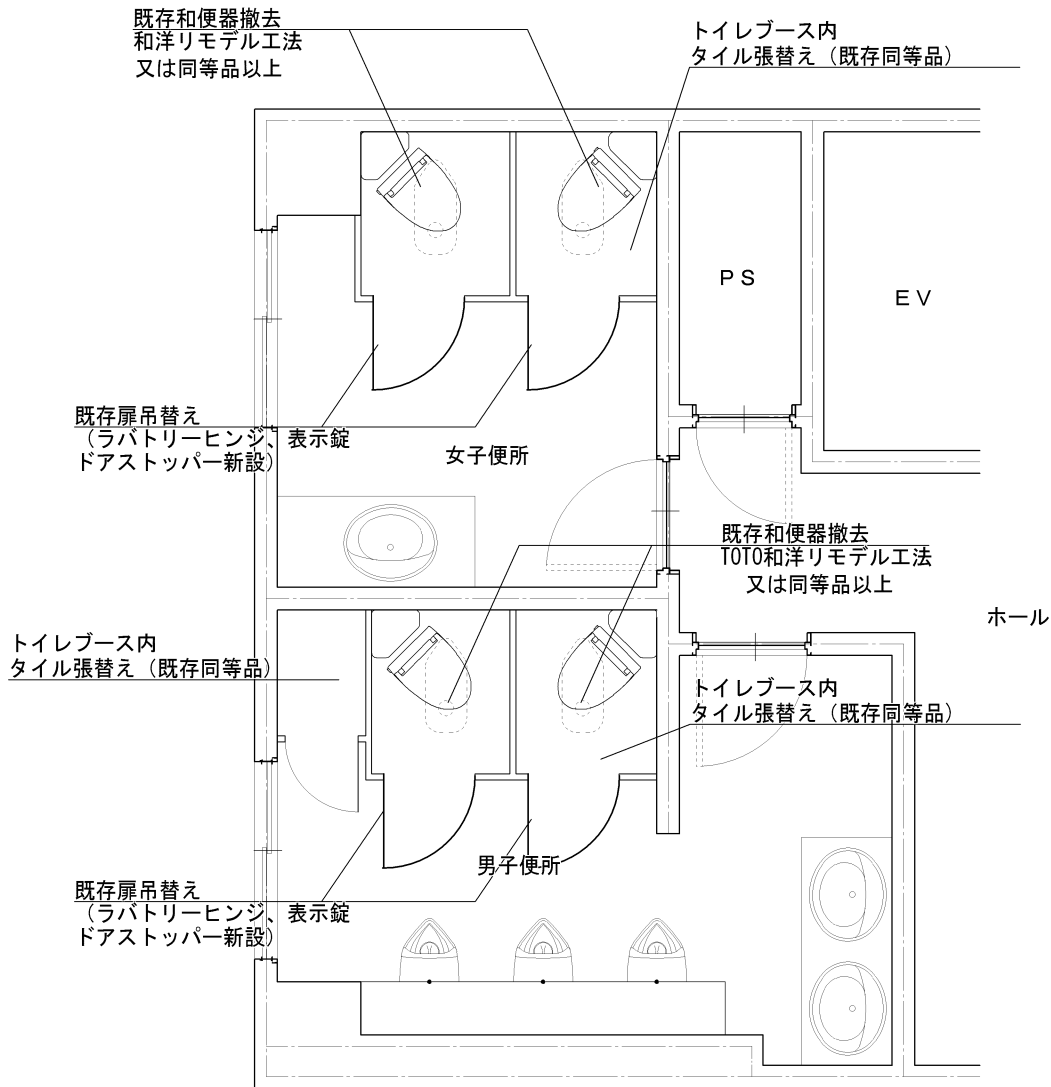 既存和便器撤去
和洋リモデル工法
又は同等品以上
トイレブース内
タイル張替え（既存同等品）
ＰＳ
ＥＶ
既存扉吊替え
（ラバトリーヒンジ、表示錠
ドアストッパー新設）
女子便所
既存和便器撤去
TOTO和洋リモデル工法
又は同等品以上
ホール
トイレブース内
タイル張替え（既存同等品）
トイレブース内
タイル張替え（既存同等品）
男子便所
既存扉吊替え
（ラバトリーヒンジ、表示錠
ドアストッパー新設）